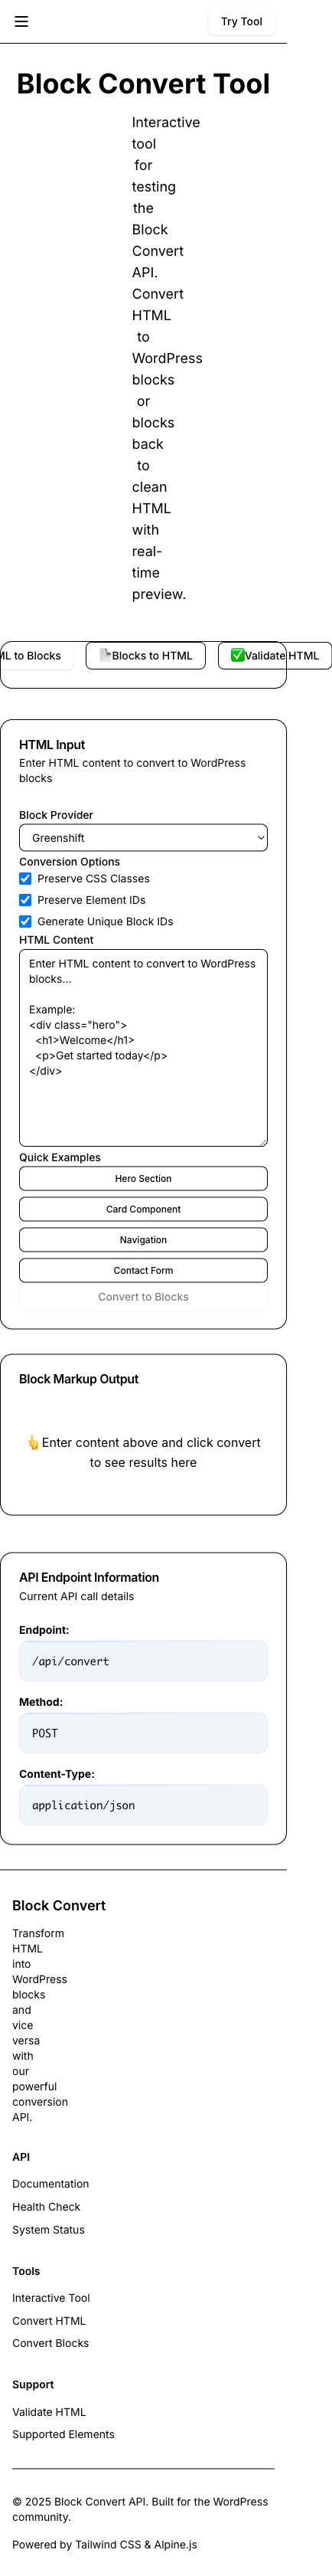 Try Tool
Block Convert Tool
Interactive
tool
for
testing
the
Block
Convert
API.
Convert
HTML
to
WordPress
blocks
or
blocks
back
to
clean
HTML
with
real-
time
preview.
ML to Blocks
Blocks to HTML
Validate HTML
HTML Input
Enter HTML content to convert to WordPress
blocks
Block Provider
Greenshift
Conversion Options
Preserve CSS Classes
Preserve Element IDs
Generate Unique Block IDs
HTML Content
Enter HTML content to convert to WordPress
blocks...
Example:
<div class="hero">
<h1>Welcome</h1>
<p>Get started today</p>
</div>
Quick Examples
Hero Section
Card Component
Navigation
Contact Form
Convert to Blocks
Block Markup Output
👆 Enter content above and click convert
to see results here
API Endpoint Information
Current API call details
Endpoint:
/api/convert
Method:
POST
Content-Type:
application/json
Block Convert
Transform
HTML
into
WordPress
blocks
and
vice
versa
with
our
powerful
conversion
API.
API
Documentation
Health Check
System Status
Tools
Interactive Tool
Convert HTML
Convert Blocks
Support
Validate HTML
Supported Elements
© 2025 Block Convert API. Built for the WordPress
community.
Powered by Tailwind CSS & Alpine.js